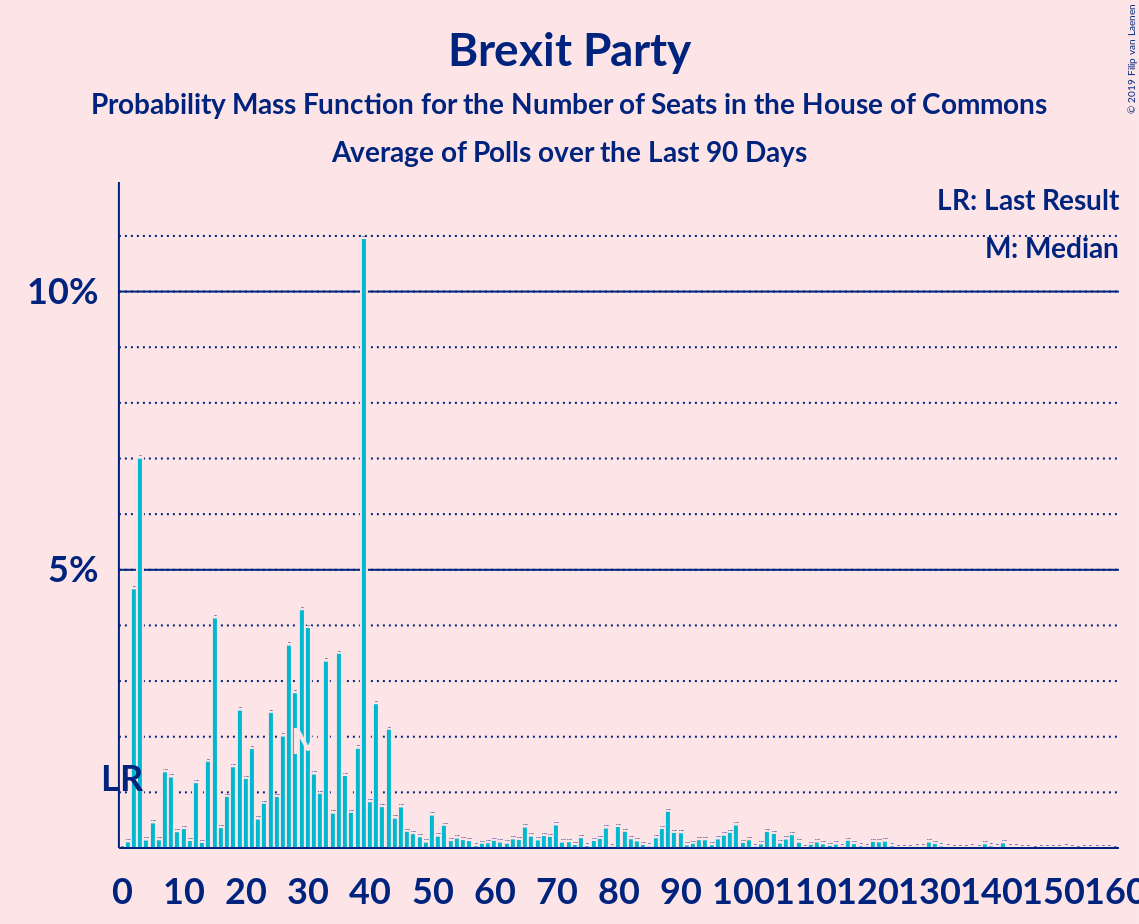 Brexit Party
Probability Mass Function for the Number of Seats in the House of Commons
Average of Polls over the Last 90 Days
© 2019 Filip van Laenen
LR: Last Result
M: Median
10%
5%
LR
M
0 10 20 30 40 50 60 70 80 90 100 110 120 130 140 150 160